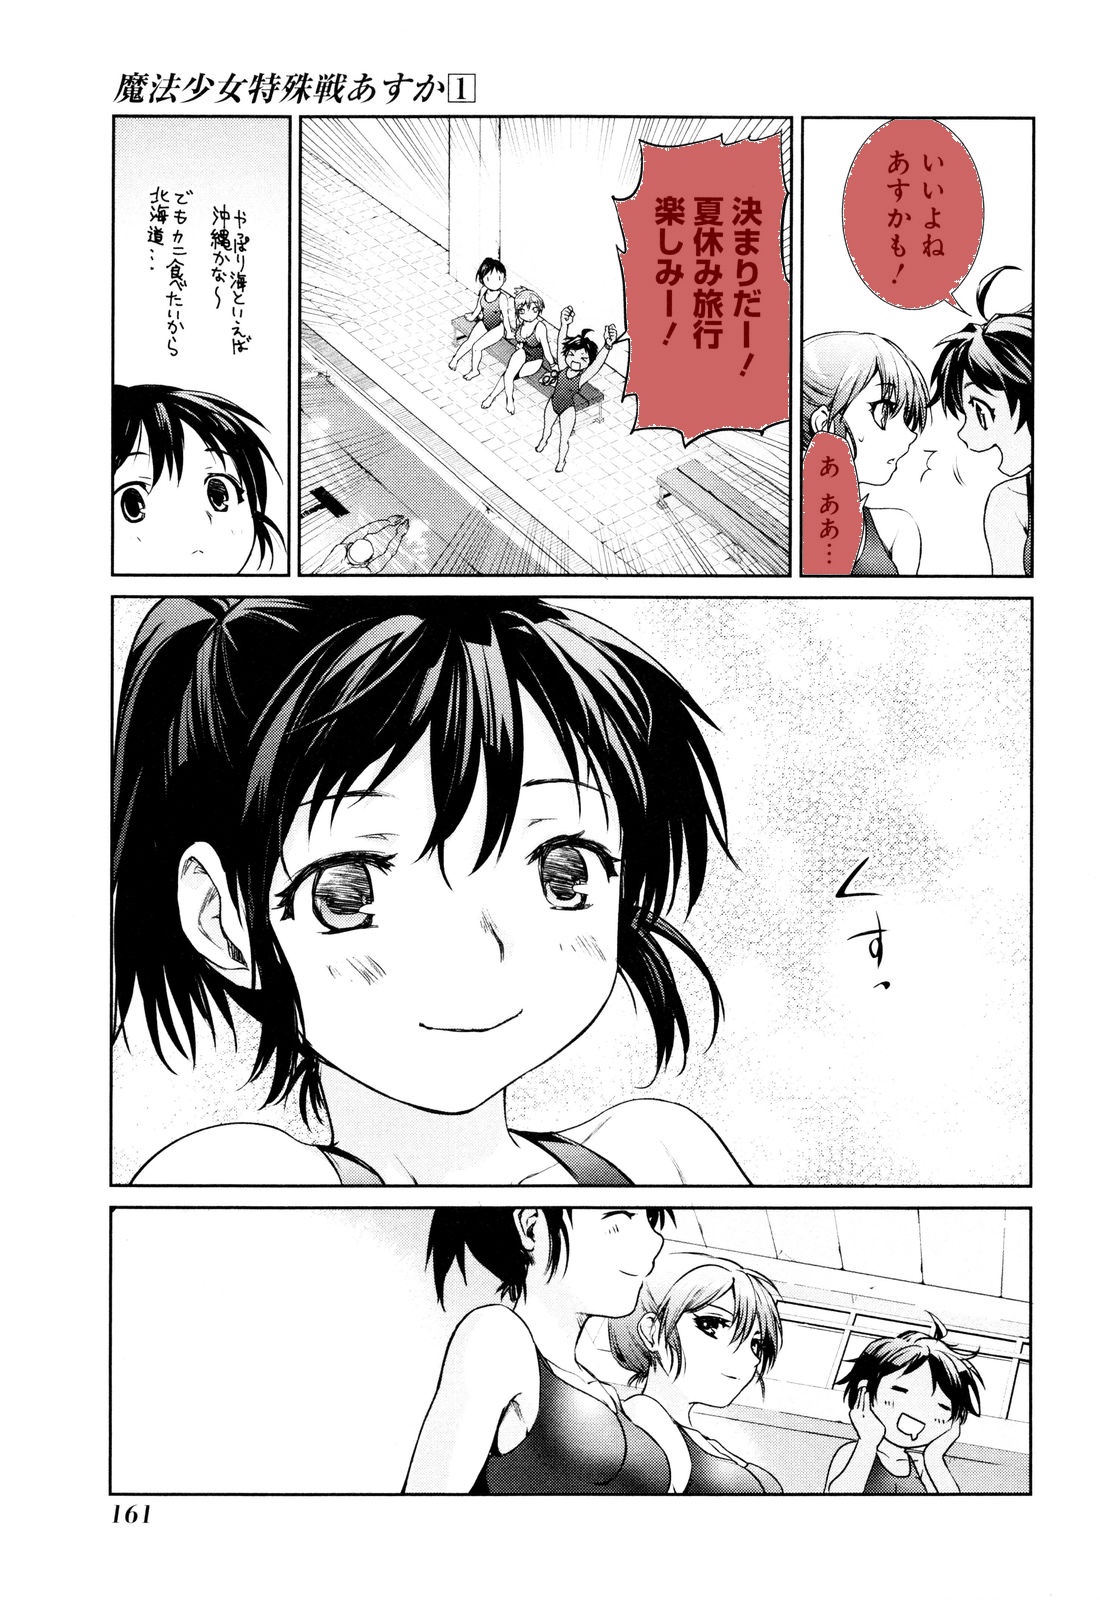 魔法少女特殊戦あすか1
いいよね
あすかも！
あ ああ…
決まりだー！
夏休み旅行
楽しみー！
やっぱり海といえば
沖縄かな～
でもカニ食べたいから
北海道…
くすっ
161